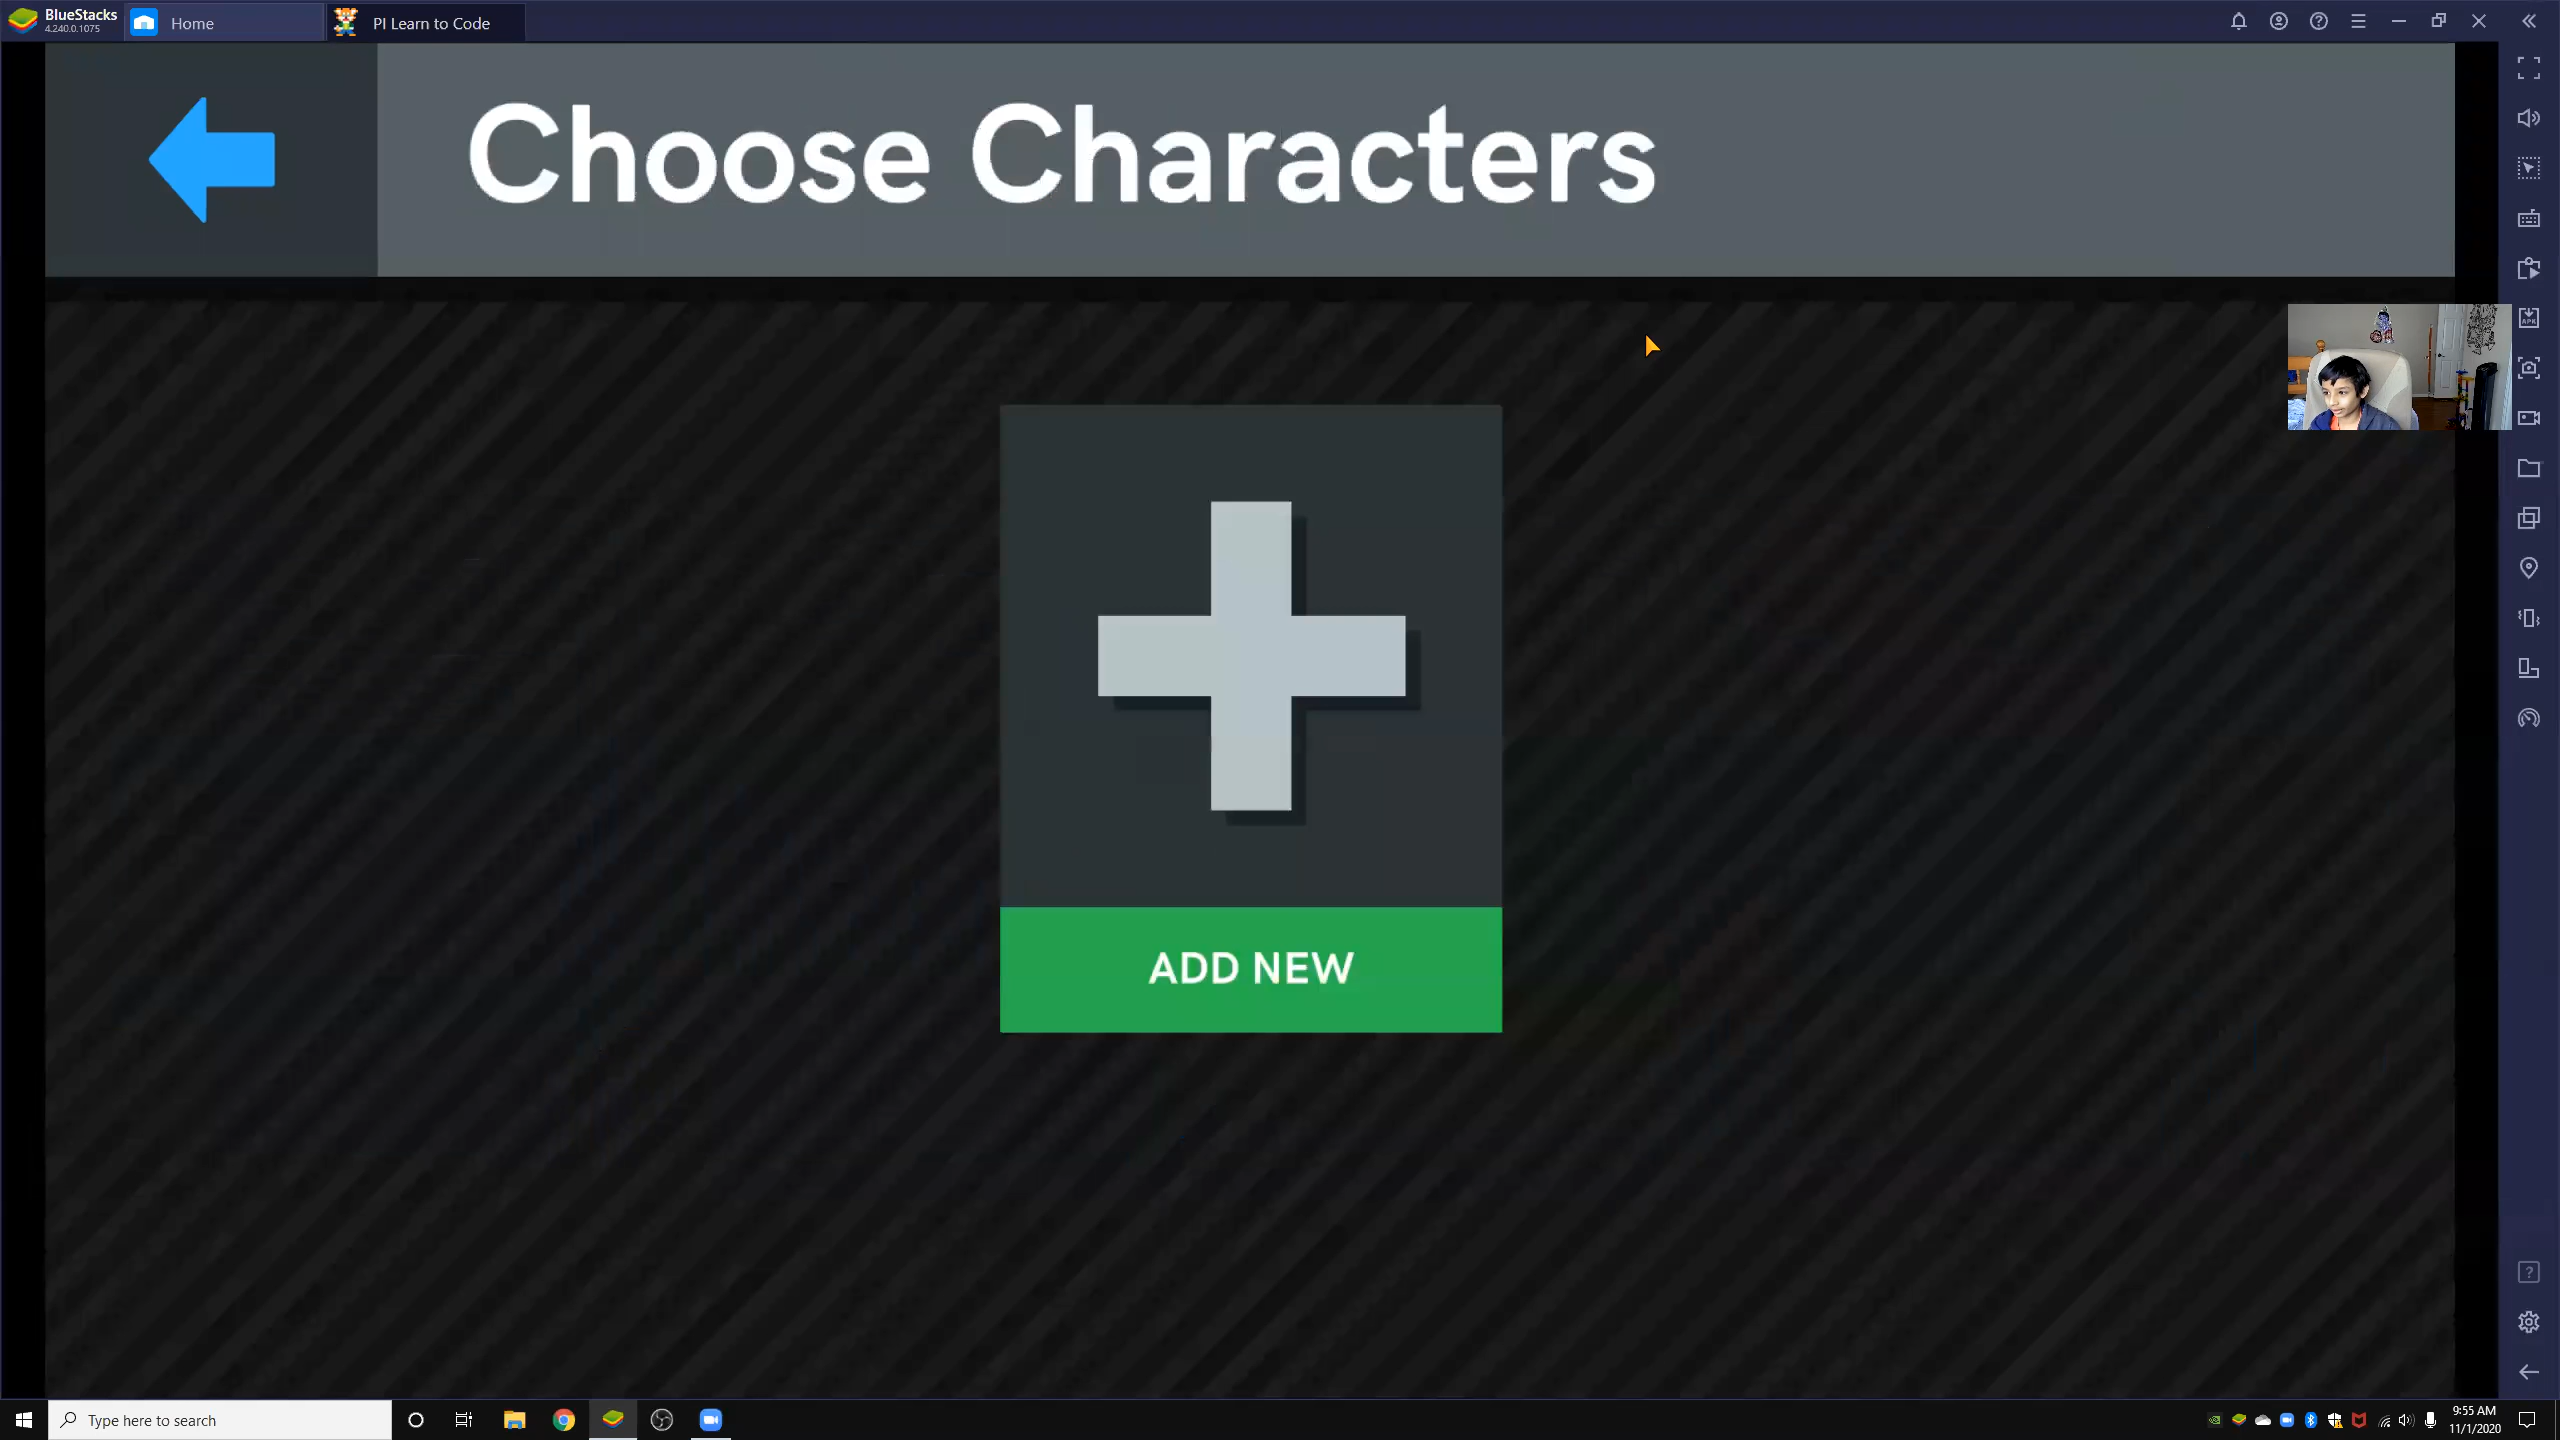 BlueStacks
4.240.0.1075
Home
PI Learn to Code
Choose Characters
APK
ADD NEW
Type here to search
9:55 AM
11/1/2020